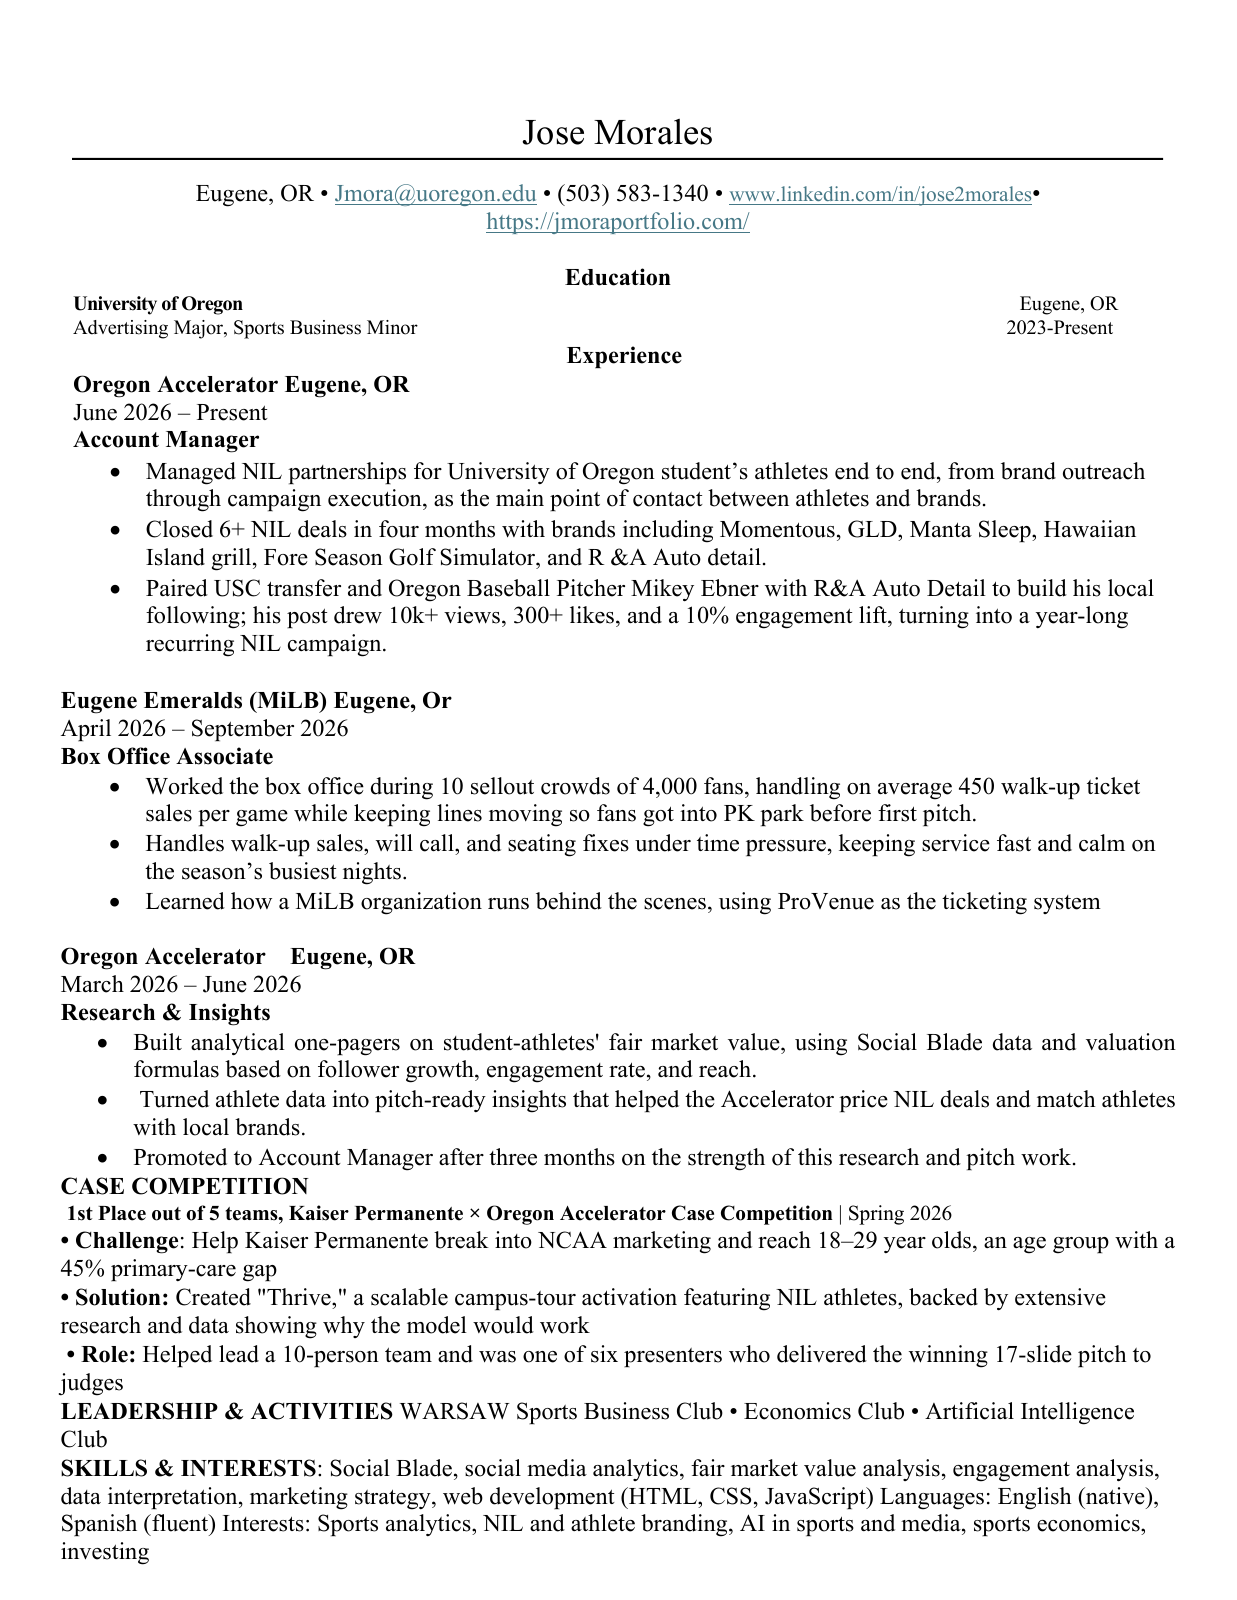 Jose Morales
Eugene, OR • Jmora@uoregon.edu • (503) 583-1340 • www.linkedin.com/in/jose2morales•
https://jmoraportfolio.com/
Education
University of Oregon Eugene, OR
Advertising Major, Sports Business Minor 2023-Present
Experience
Oregon Accelerator Eugene, OR
June 2026 – Present
Account Manager
• Managed NIL partnerships for University of Oregon student’s athletes end to end, from brand outreach
through campaign execution, as the main point of contact between athletes and brands.
• Closed 6+ NIL deals in four months with brands including Momentous, GLD, Manta Sleep, Hawaiian
Island grill, Fore Season Golf Simulator, and R &A Auto detail.
• Paired USC transfer and Oregon Baseball Pitcher Mikey Ebner with R&A Auto Detail to build his local
following; his post drew 10k+ views, 300+ likes, and a 10% engagement lift, turning into a year-long
recurring NIL campaign.
Eugene Emeralds (MiLB) Eugene, Or
April 2026 – September 2026
Box Office Associate
• Worked the box office during 10 sellout crowds of 4,000 fans, handling on average 450 walk-up ticket
sales per game while keeping lines moving so fans got into PK park before first pitch.
• Handles walk-up sales, will call, and seating fixes under time pressure, keeping service fast and calm on
the season’s busiest nights.
• Learned how a MiLB organization runs behind the scenes, using ProVenue as the ticketing system
Oregon Accelerator Eugene, OR
March 2026 – June 2026
Research & Insights
• Built analytical one-pagers on student-athletes' fair market value, using Social Blade data and valuation
formulas based on follower growth, engagement rate, and reach.
• Turned athlete data into pitch-ready insights that helped the Accelerator price NIL deals and match athletes
with local brands.
• Promoted to Account Manager after three months on the strength of this research and pitch work.
CASE COMPETITION
1st Place out of 5 teams, Kaiser Permanente × Oregon Accelerator Case Competition | Spring 2026
• Challenge: Help Kaiser Permanente break into NCAA marketing and reach 18–29 year olds, an age group with a
45% primary-care gap
• Solution: Created "Thrive," a scalable campus-tour activation featuring NIL athletes, backed by extensive
research and data showing why the model would work
• Role: Helped lead a 10-person team and was one of six presenters who delivered the winning 17-slide pitch to
judges
LEADERSHIP & ACTIVITIES WARSAW Sports Business Club • Economics Club • Artificial Intelligence
Club
SKILLS & INTERESTS: Social Blade, social media analytics, fair market value analysis, engagement analysis,
data interpretation, marketing strategy, web development (HTML, CSS, JavaScript) Languages: English (native),
Spanish (fluent) Interests: Sports analytics, NIL and athlete branding, AI in sports and media, sports economics,
investing